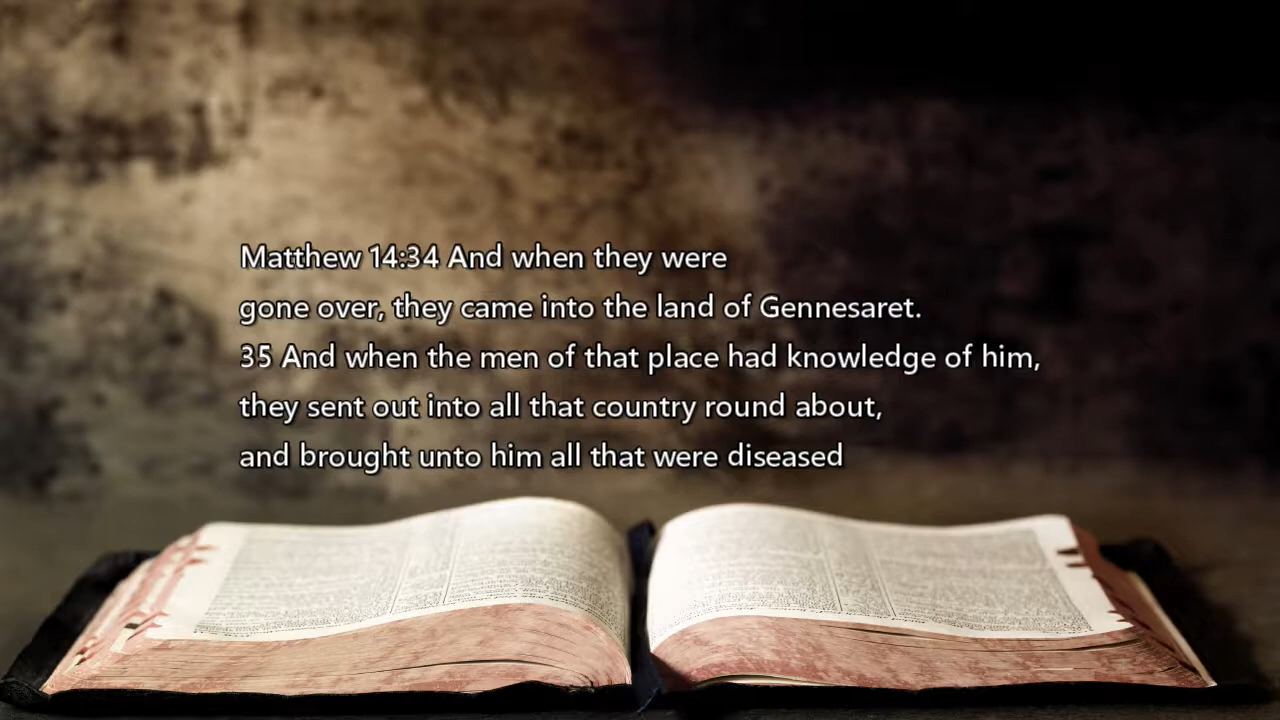 Matthew 14:34 And when they were
gone over, they came into the land of Gennesaret.
35 And when the men of that place had knowledge of him,
they sent out into all that country round about,
and brought unto him all that were diseased